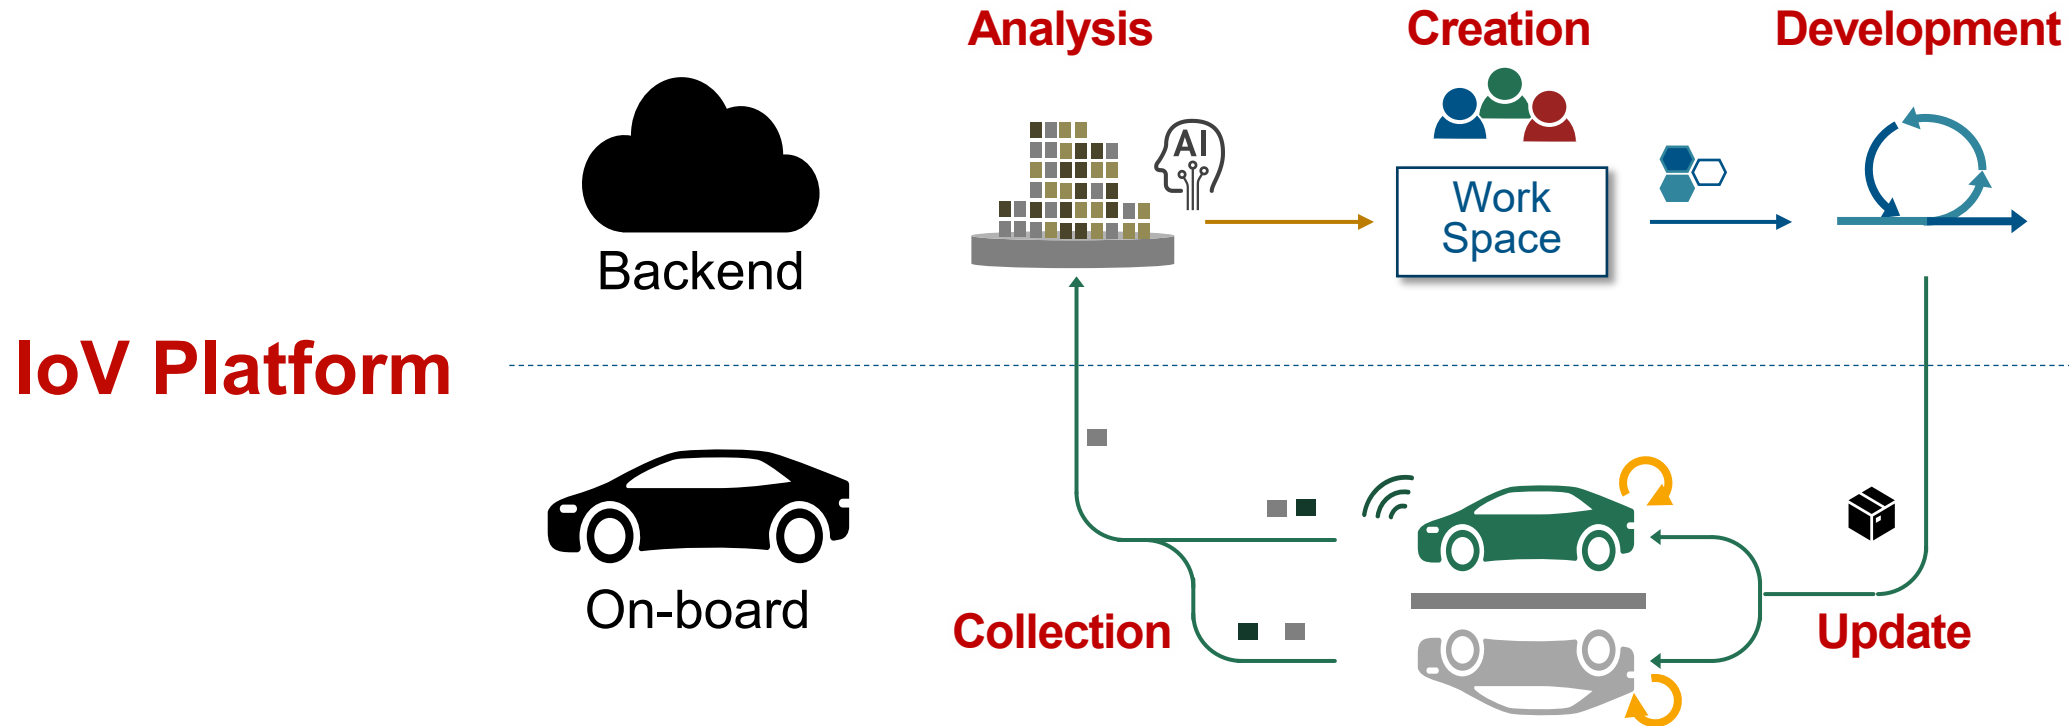 Analysis
Creation
Development
AI
Work
Space
Backend
IoV Platform
On-board
Collection
Update